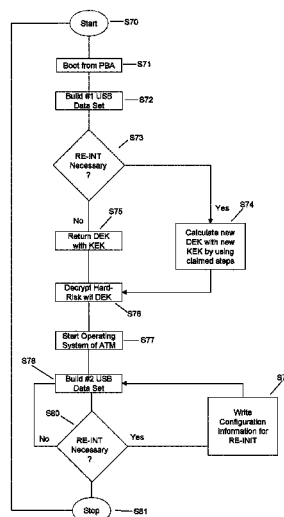 Start
S70
Boot from PBA
S71
Build #1 USB
Data Set
S72
S73
RE-INT
Necessary
?
S75
No
Yes
S74
Return DEK
with KEK
Calculate new
DEK with new
KEK by using
claimed steps
Decrypt Hard-
Risk wil DEK
S76
Start Operating
System of ATM
S77
S78
Build #2 USB
Data Set
S80
No
RE-INT
Necessary
?
Yes
Write
Configuration
Information for
RE-INIT
Stop
S81